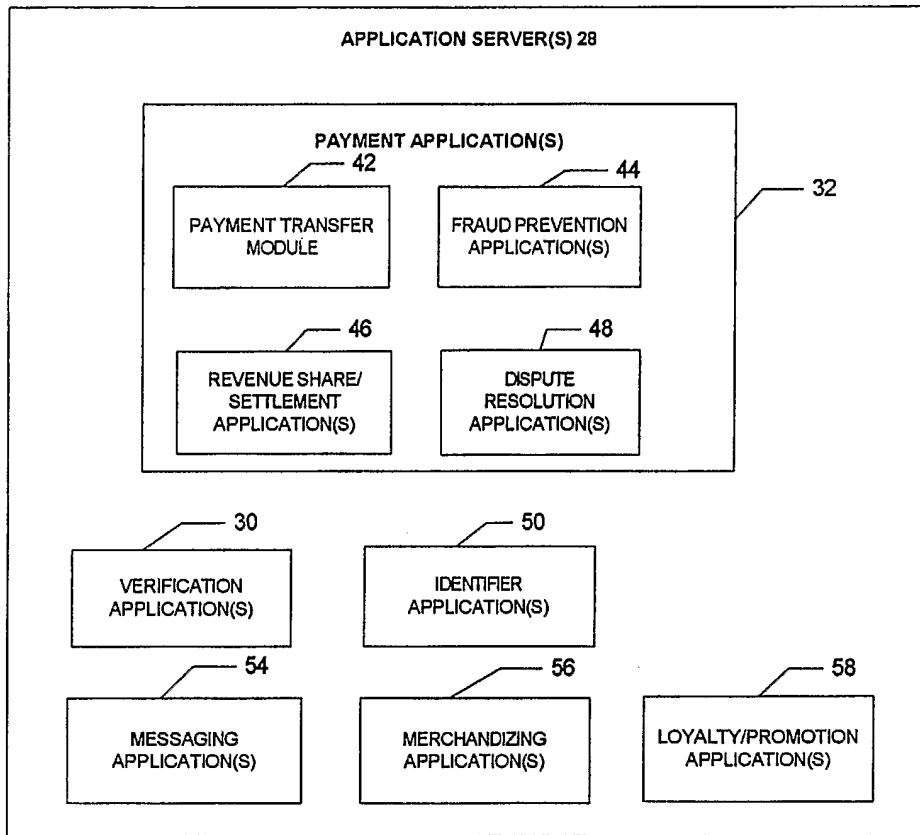 APPLICATION SERVER(S) 28
PAYMENT APPLICATION(S)
42
44
32
PAYMENT TRANSFER
MODULE
FRAUD PREVENTION
APPLICATION(S)
46
48
REVENUE SHARE/
SETTLEMENT
APPLICATION(S)
DISPUTE
RESOLUTION
APPLICATION(S)
30
50
VERIFICATION
APPLICATION(S)
IDENTIFIER
APPLICATION(S)
54
56
58
MESSAGING
APPLICATION(S)
MERCHANDIZING
APPLICATION(S)
LOYALTY/PROMOTION
APPLICATION(S)